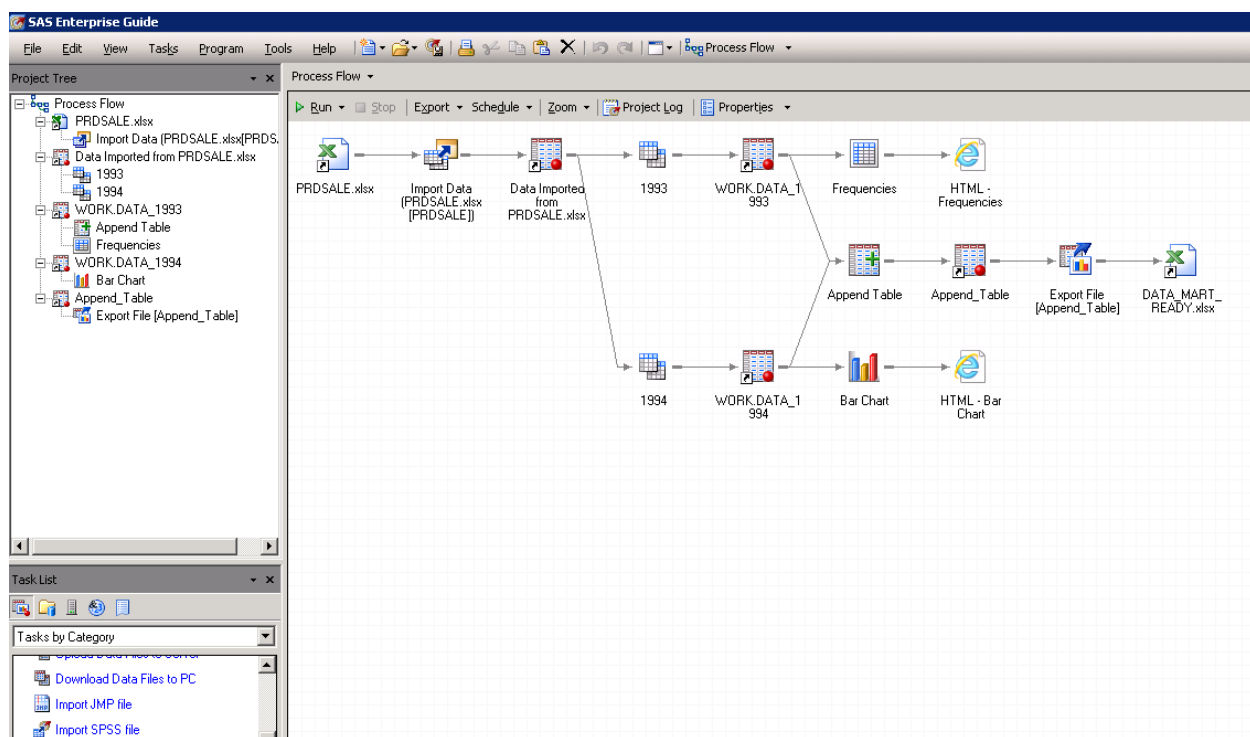 SAS Enterprise Guide
File Edit View Tasks Program Tools Help Process Flow
Project Tree
Process Flow
PRDSALE.xlsx
Import Data (PRDSALE.xlsx[PRDS.
Data Imported from PRDSALE.xlsx
1993
1994
WORK.DATA_1993
Append Table
Frequencies
WORK.DATA_1994
Bar Chart
Append_Table
Export File [Append_Table]
Process Flow
Run Stop Export Schedule Zoom Project Log Properties
PRDSALE.xlsx
Import Data
(PRDSALE.xlsx
[PRDSALE])
Data Imported
from
PRDSALE.xlsx
1993
WORK.DATA_1
993
Frequencies
HTML -
Frequencies
Append Table
Append_Table
Export File
[Append_Table]
DATA_MART_
READY.xlsx
1994
WORK.DATA_1
994
Bar Chart
HTML - Bar
Chart
Task List
Tasks by Category
Download Data Files to PC
Import JMP file
Import SPSS file